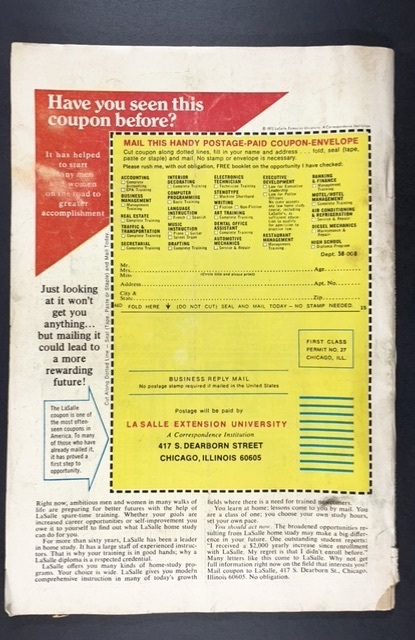 Have you seen this
coupon before?
It has helped
to start
many men
and women
on the road to
greater
accomplishment
MAIL THIS HANDY POSTAGE-PAID COUPON-ENVELOPE
Cut coupon along dotted lines, fill in your name and address . . . fold, seal (tape,
paste or staple) and mail. No stamp or envelope is necessary.
Please rush me, with out obligation, FREE booklet on the opportunity I have checked:
ACCOUNTING
BUSINESS
MANAGEMENT
REAL ESTATE
TRAFFIC &
TRANSPORTATION
SECRETARIAL
INTERIOR
DECORATING
COMPUTER
PROGRAMMING
LANGUAGE
INSTRUCTION
MUSIC
INSTRUCTION
DRAFTING
ELECTRONICS
TECHNICIAN
STENOTYPE
WRITING
ART TRAINING
DENTAL OFFICE
ASSISTANT
AUTOMOTIVE
MECHANICS
EXECUTIVE
DEVELOPMENT
RESTAURANT
MANAGEMENT
BANKING
& FINANCE
MOTEL/HOTEL
MANAGEMENT
AIR CONDITIONING
& REFRIGERATION
DIESEL MECHANICS
HIGH SCHOOL
Dept.
Mr.
Mrs.
Miss
Age
Address
Apt. No.
City &
State
Zip
FOLD HERE (DO NOT CUT) SEAL AND MAIL TODAY — NO STAMP NEEDED.
Just looking
at it won't
get you
anything...
but mailing it
could lead to
a more
rewarding
future!
FIRST CLASS
PERMIT NO. 27
CHICAGO, ILL.
BUSINESS REPLY MAIL
No postage stamp required if mailed in the United States
Postage will be paid by
LA SALLE EXTENSION UNIVERSITY
A Correspondence Institution
417 S. DEARBORN STREET
CHICAGO, ILLINOIS 60605
The LaSalle
coupon is one of
the most often-
seen coupons in
America. To many
of those who have
already mailed it,
it has proved a
first step to
opportunity.
Right now, ambitious men and women in many walks of
life are preparing for better futures with the help of
LaSalle spare-time training. Whether your goals are
increased career opportunities or self-improvement you
owe it to yourself to find out what LaSalle home study
can do for you.
For more than sixty years, LaSalle has been a leader
in home study. It has a large staff of experienced instruc-
tors. That is why your training is in good hands; why a
LaSalle diploma is a respected credential.
LaSalle offers you many kinds of home-study pro-
grams. Your choice is wide. LaSalle gives you modern
comprehensive instruction in many of today's growth
fields where there is a need for trained
You learn at home; lessons come to you by mail. You
are a class of one; you choose your own study hours,
set your own pace.
You should act now. The broadened opportunities re-
sulting from LaSalle home study may make a big differ-
ence in your future. One outstanding student reports:
"I received a $2,000 yearly increase since enrollment
with LaSalle. My regret is that I didn't enroll before."
Many letters like this come to LaSalle. Why not get
full information right now on the field that interests you?
Mail coupon to LaSalle, 417 S. Dearborn St., Chicago,
Illinois 60605. No obligation.